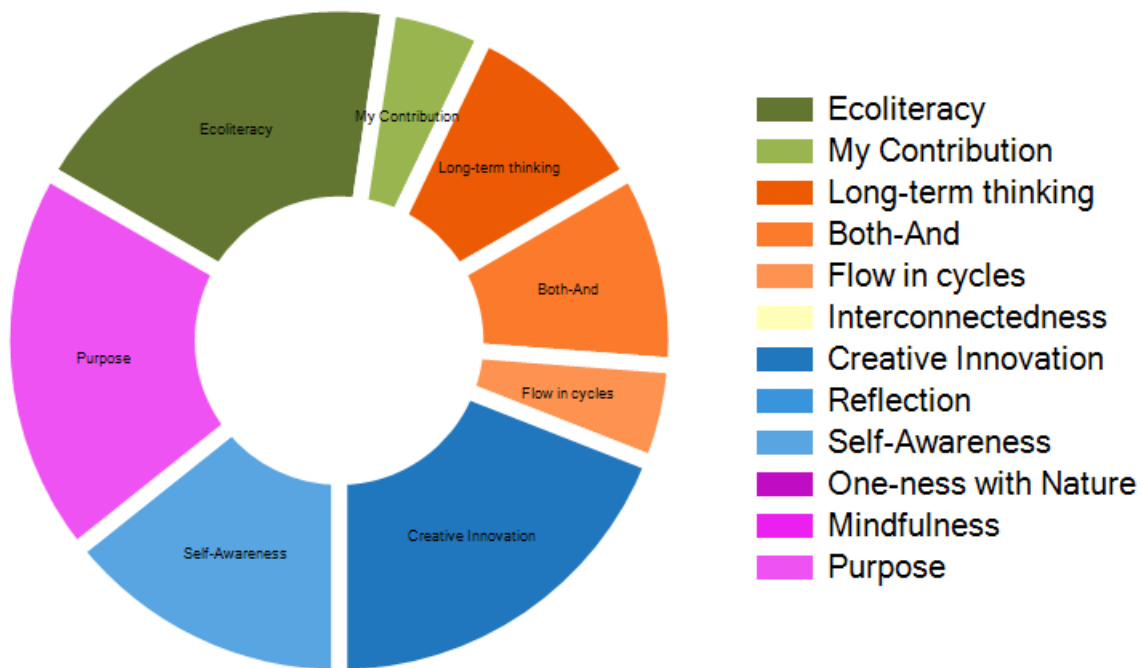 Ecoliteracy
My Contribution
Long-term thinking
Both-And
Flow in cycles
Creative Innovation
Self-Awareness
Purpose
Ecoliteracy
My Contribution
Long-term thinking
Both-And
Flow in cycles
Interconnectedness
Creative Innovation
Reflection
Self-Awareness
One-ness with Nature
Mindfulness
Purpose